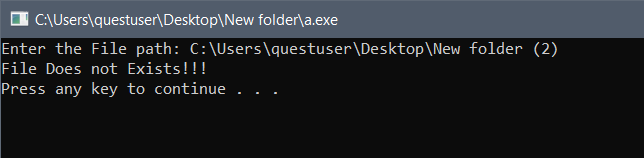 C:\Users\questuser\Desktop\New folder\a.exe
Enter the File path: C:\Users\questuser\Desktop\New folder (2)
File Does not Exists!!!
Press any key to continue . . .